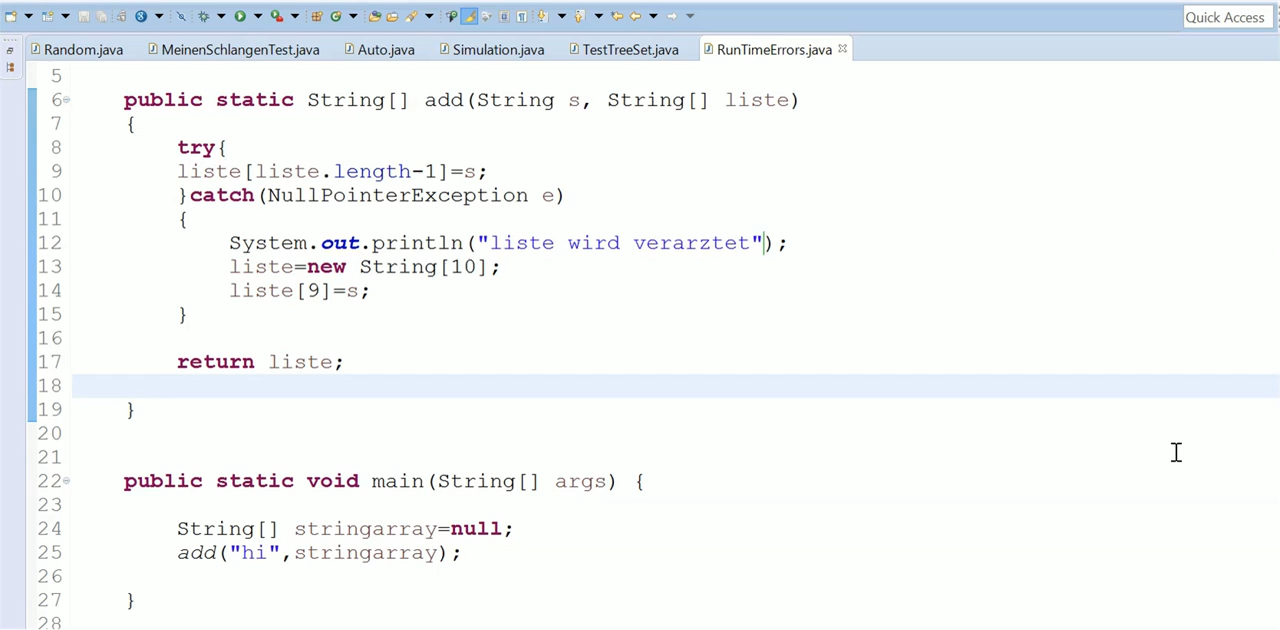 Quick Access
Random.java MeinenSchlangenTest.java Auto.java Simulation.java TestTreeSet.java RunTimeErrors.java
5
6 public static String[] add(String s, String[] liste)
7 {
8 try{
9 liste[liste.length-1]=s;
10 }catch(NullPointerException e)
11 {
12 System.out.println("liste wird verarztet");
13 liste=new String[10];
14 liste[9]=s;
15 }
16
17 return liste;
18
19 }
20
21
22 public static void main(String[] args) {
23
24 String[] stringarray=null;
25 add("hi",stringarray);
26
27 }
28